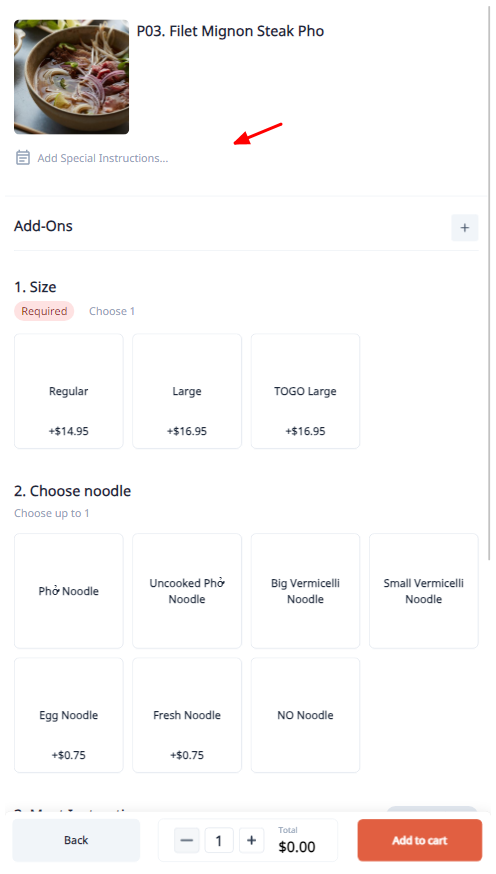 P03. Filet Mignon Steak Pho
Add Special Instructions...
Add-Ons
+
1. Size
Required Choose 1
Regular Large TOGO Large
+$14.95 +$16.95 +$16.95
2. Choose noodle
Choose up to 1
Phở Noodle
Uncooked Phở
Noodle
Big Vermicelli
Noodle
Small Vermicelli
Noodle
Egg Noodle Fresh Noodle NO Noodle
+$0.75 +$0.75
Back
− 1 +
Total
$0.00
Add to cart